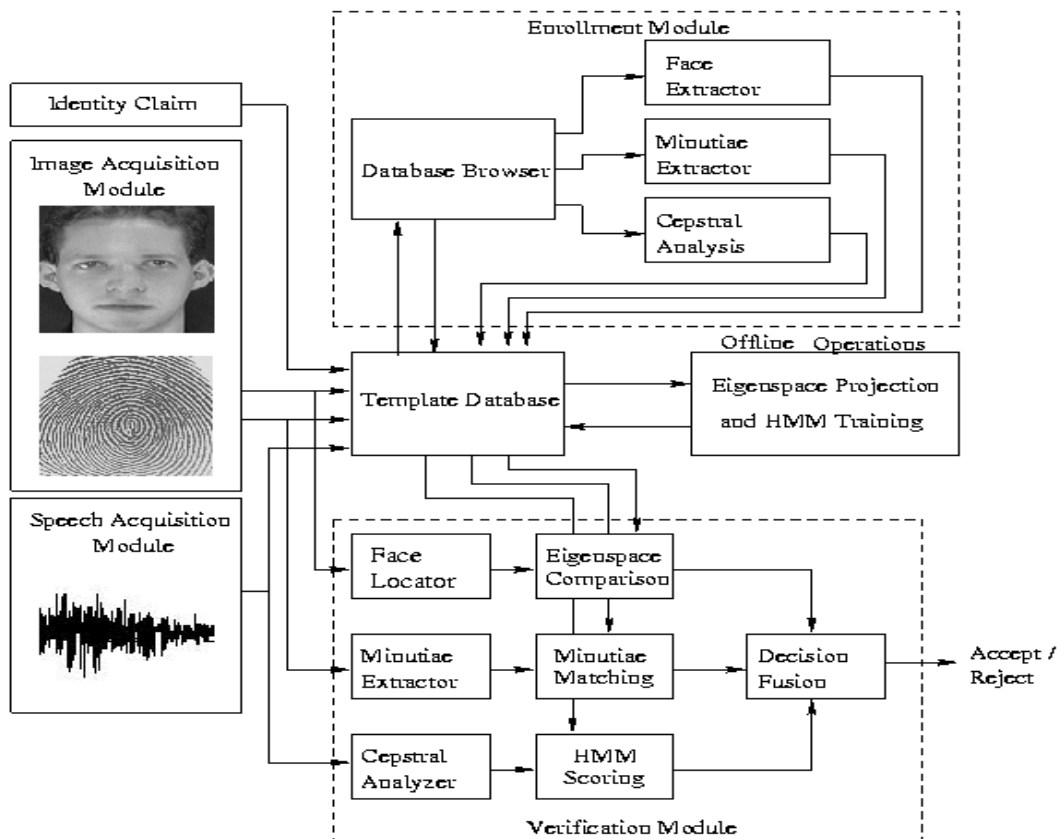 Enrollment Module
Face
Extractor
Identity Claim
Database Browser
Minutiae
Extractor
Image Acquisition
Module
Cepstral
Analysis
Offline Operations
Template Database
Eigenspace Projection
and HMM Training
Speech Acquisition
Module
Face
Locator
Eigenspace
Comparison
Minutiae
Extractor
Minutiae
Matching
Decision
Fusion
Accept /
Reject
Cepstral
Analyzer
HMM
Scoring
Verification Module